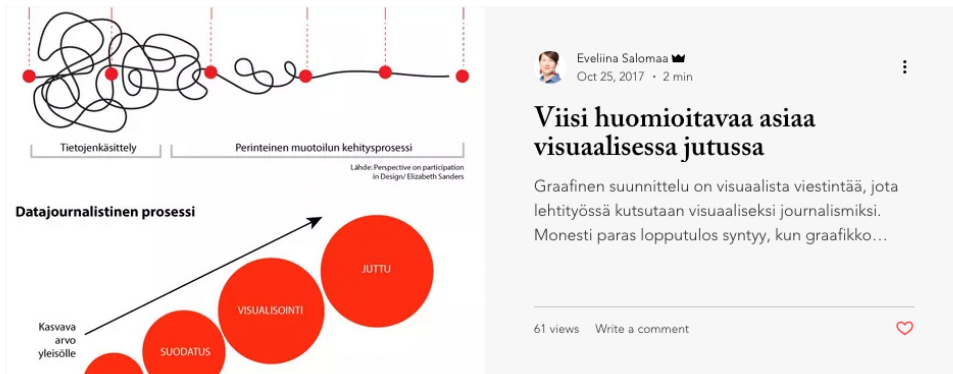 Tietojenkäsittely
Perinteinen muotoilun kehitysprosessi
Lähde: Perspective on participation
in Design/ Elizabeth Sanders
Datajournalistinen prosessi
Kasvava
arvo
yleisölle
SUODATUS
VISUALISOINTI
JUTTU
Eveliina Salomaa
Oct 25, 2017 · 2 min
Viisi huomioitavaa asiaa
visuaalisessa jutussa
Graafinen suunnittelu on visuaalista viestintää, jota
lehtityössä kutsutaan visuaaliseksi journalismiksi.
Monesti paras lopputulos syntyy, kun graafikko…
61 views Write a comment